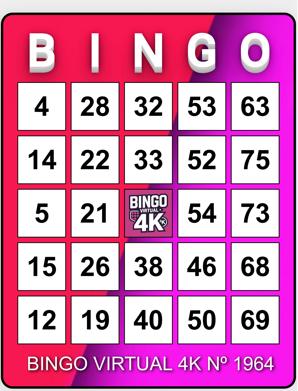 B I N G O
4 28 32 53 63
14 22 33 52 75
5 21 BINGO VIRTUAL 4K 54 73
15 26 38 46 68
12 19 40 50 69
BINGO VIRTUAL 4K Nº 1964